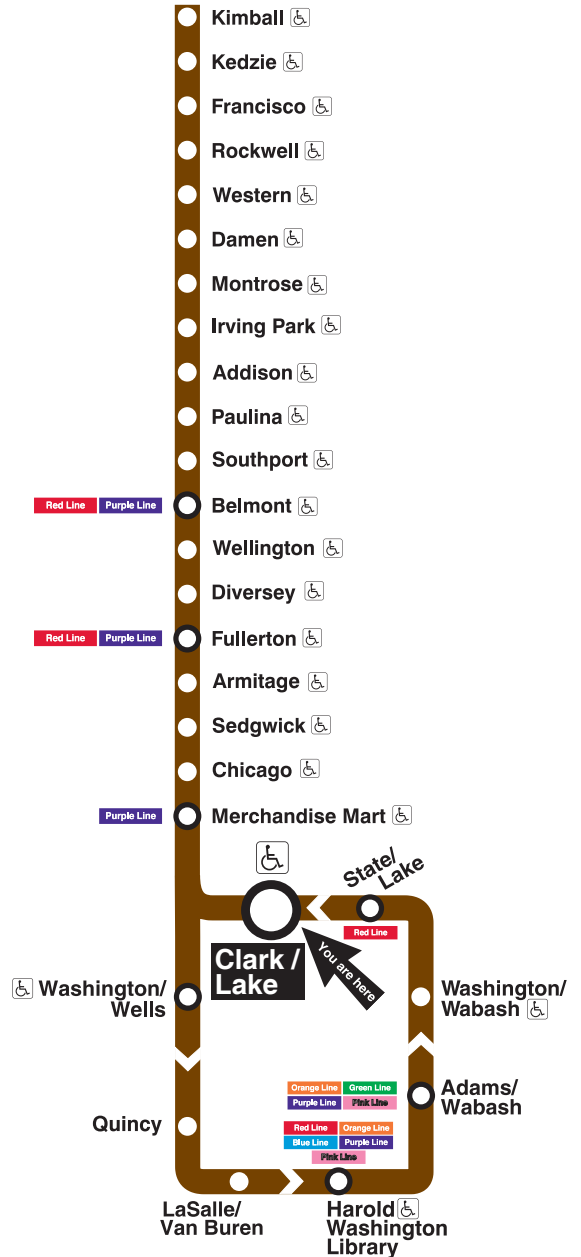 Kimball
Kedzie
Francisco
Rockwell
Western
Damen
Montrose
Irving Park
Addison
Paulina
Southport
Red Line Purple Line Belmont
Wellington
Diversey
Red Line Purple Line Fullerton
Armitage
Sedgwick
Chicago
Purple Line Merchandise Mart
State/
Lake
Red Line
Clark /
Lake
You are here
Washington/
Wells
Washington/
Wabash
Orange Line Green Line
Purple Line Pink Line
Adams/
Wabash
Quincy
Red Line Orange Line
Blue Line Purple Line
Pink Line
LaSalle/
Van Buren
Harold
Washington
Library